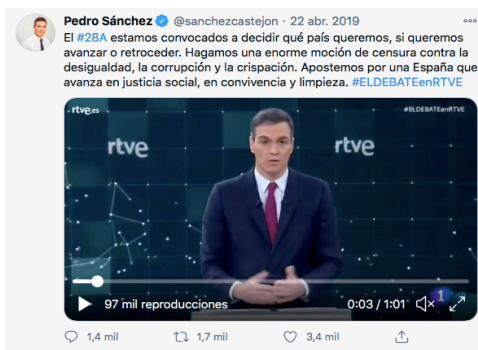 Pedro Sánchez @sanchezcastejon · 22 abr. 2019
El #28A estamos convocados a decidir qué país queremos, si queremos
avanzar o retroceder. Hagamos una enorme moción de censura contra la
desigualdad, la corrupción y la crispación. Apostemos por una España que
avanza en justicia social, en convivencia y limpieza. #ELDEBATEenRTVE
rtve.es #ELDEBATEenRTVE
rtve rtve
97 mil reproducciones 0:03 / 1:01 1
1,4 mil 1,7 mil 3,4 mil